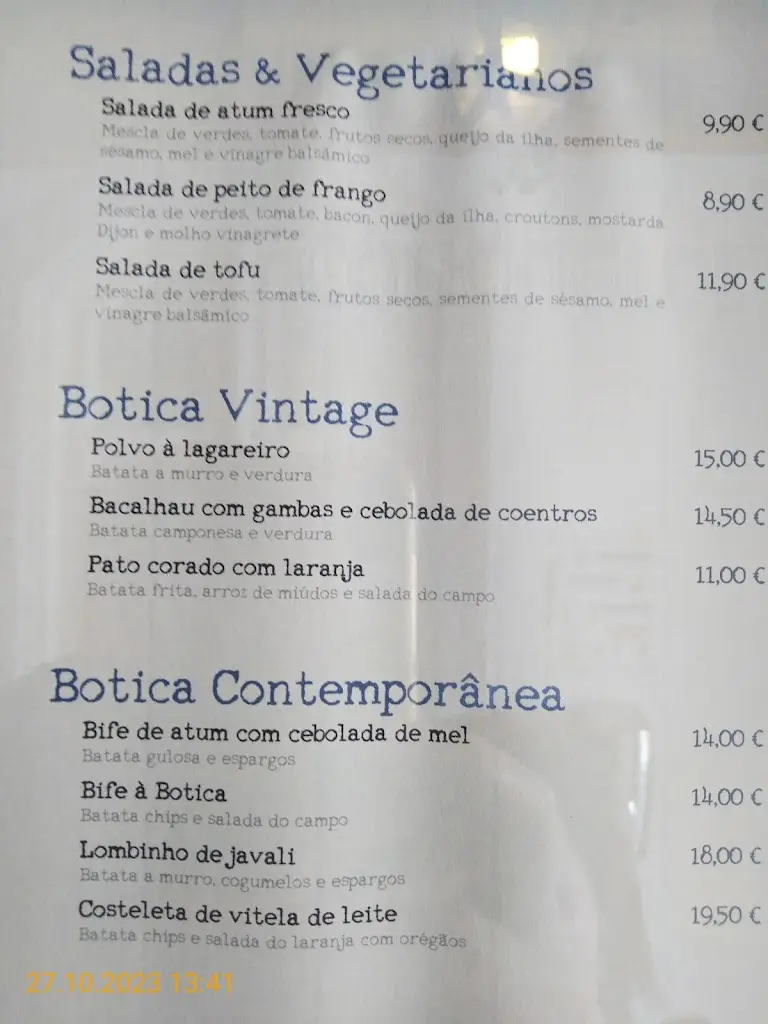 Saladas & Vegetarianos
Salada de atum fresco
9,90 €
Mescla de verdes, tomate, frutos secos, queijo da ilha, sementes de
sésamo, mel e vinagre balsâmico
Salada de peito de frango
8,90 €
Mescla de verdes, tomate, bacon, queijo da ilha, croutons, mostarda
Dijon e molho vinagrete
Salada de tofu
11,90 €
Mescla de verdes, tomate, frutos secos, sementes de sésamo, mel e
vinagre balsâmico
Botica Vintage
Polvo à lagareiro
15,00 €
Batata a murro e verdura
Bacalhau com gambas e cebolada de coentros
14,50 €
Batata camponesa e verdura
Pato corado com laranja
11,00 €
Batata frita, arroz de miúdos e salada do campo
Botica Contemporânea
Bife de atum com cebolada de mel
14,00 €
Batata gulosa e espargos
Bife à Botica
14,00 €
Batata chips e salada do campo
Lombinho de javali
18,00 €
Batata a murro, cogumelos e espargos
Costeleta de vitela de leite
19,50 €
Batata chips e salada do laranja com orégãos
27.10.2023 13:41